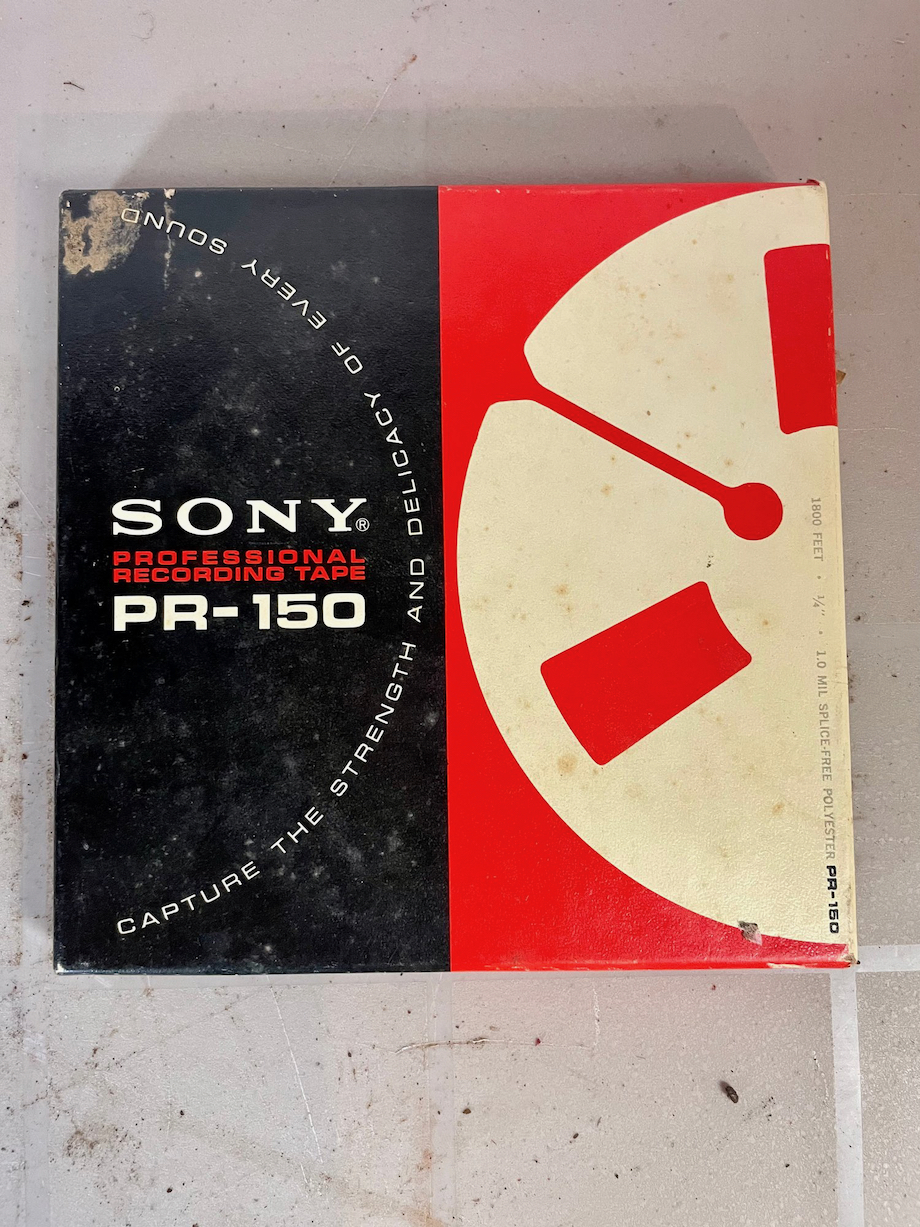 SONY®
PROFESSIONAL
RECORDING TAPE
PR-150
CAPTURE THE STRENGTH AND DELICACY OF EVERY SOUND
1800 FEET • ¼" • 1.0 MIL SPLICE-FREE POLYESTER PR-150